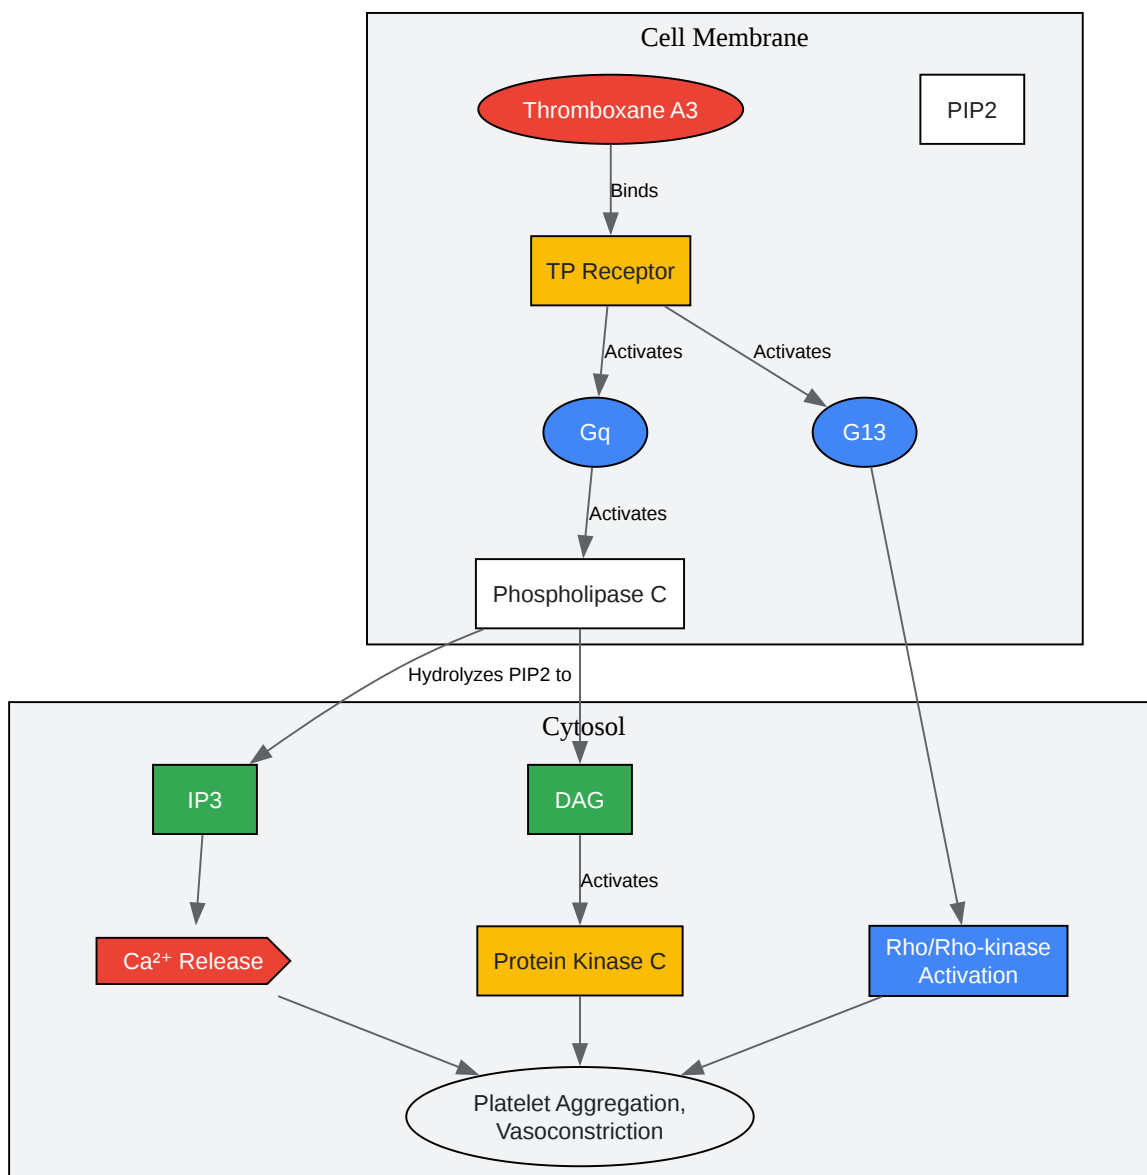 Cell Membrane
Thromboxane A3
PIP2
Binds
TP Receptor
Activates
Activates
Gq
G13
Activates
Phospholipase C
Hydrolyzes PIP2 to
Cytosol
IP3
DAG
Activates
Ca²⁺ Release
Protein Kinase C
Rho/Rho-kinase
Activation
Platelet Aggregation,
Vasoconstriction